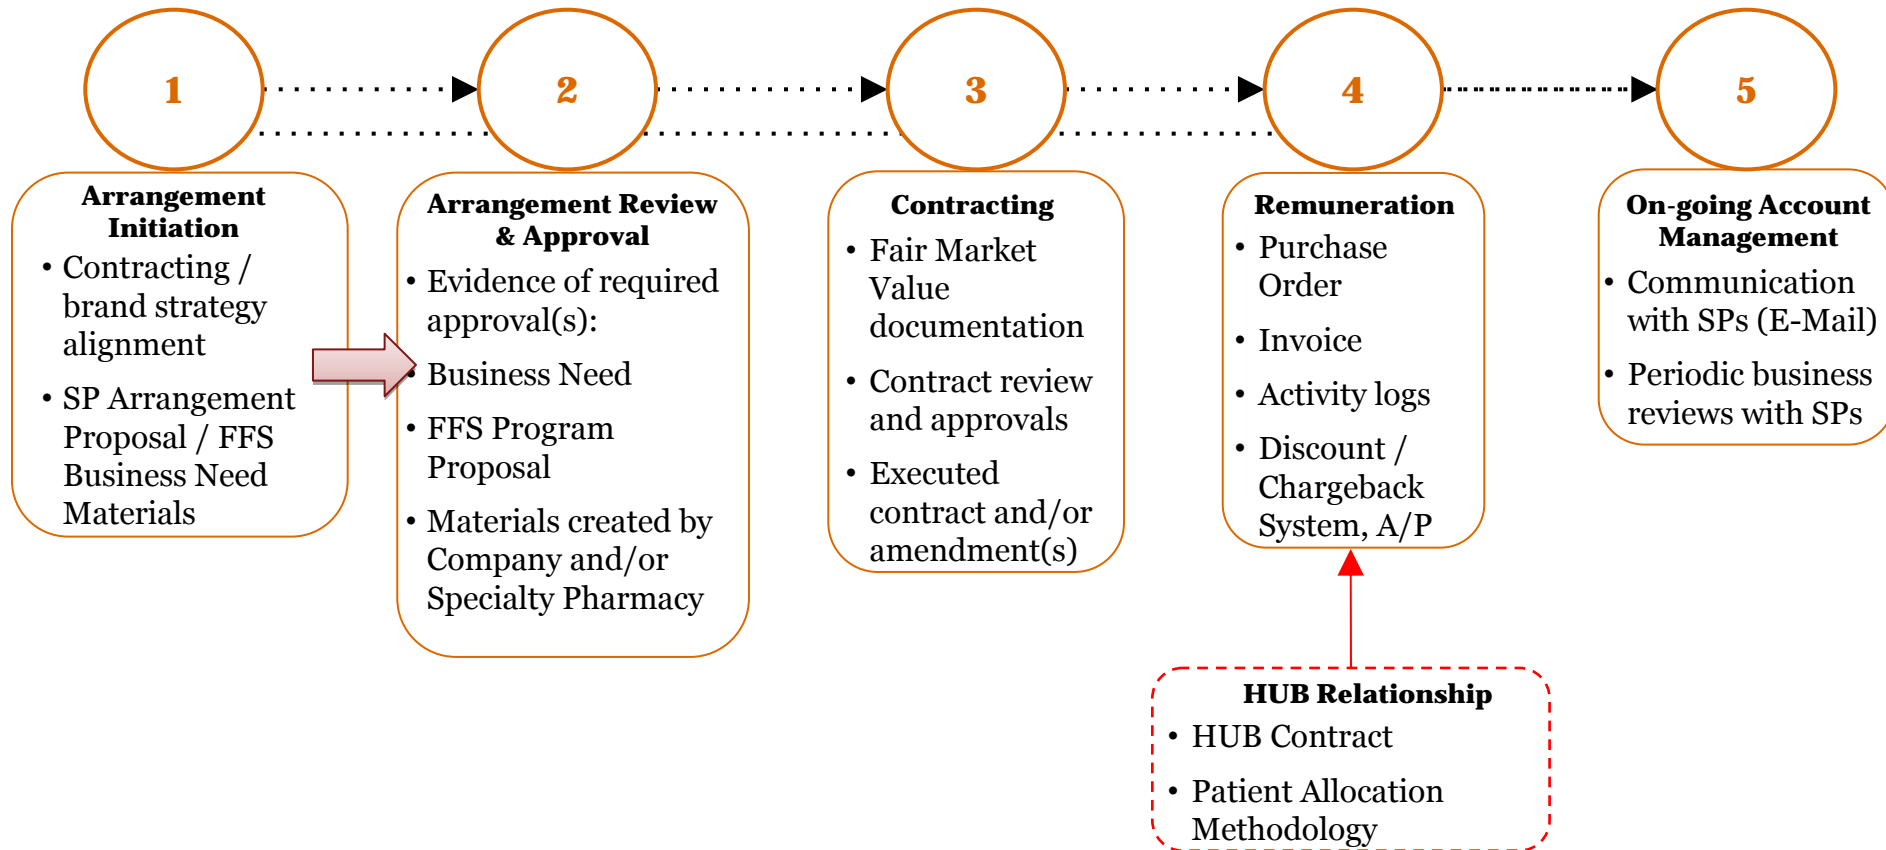 1
2
3
4
5
Arrangement
Initiation
• Contracting /
brand strategy
alignment
• SP Arrangement
Proposal / FFS
Business Need
Materials
Arrangement Review
& Approval
• Evidence of required
approval(s):
• Business Need
• FFS Program
Proposal
• Materials created by
Company and/or
Specialty Pharmacy
Contracting
• Fair Market
Value
documentation
• Contract review
and approvals
• Executed
contract and/or
amendment(s)
Remuneration
• Purchase
Order
• Invoice
• Activity logs
• Discount /
Chargeback
System, A/P
On-going Account
Management
• Communication
with SPs (E-Mail)
• Periodic business
reviews with SPs
HUB Relationship
• HUB Contract
• Patient Allocation
Methodology